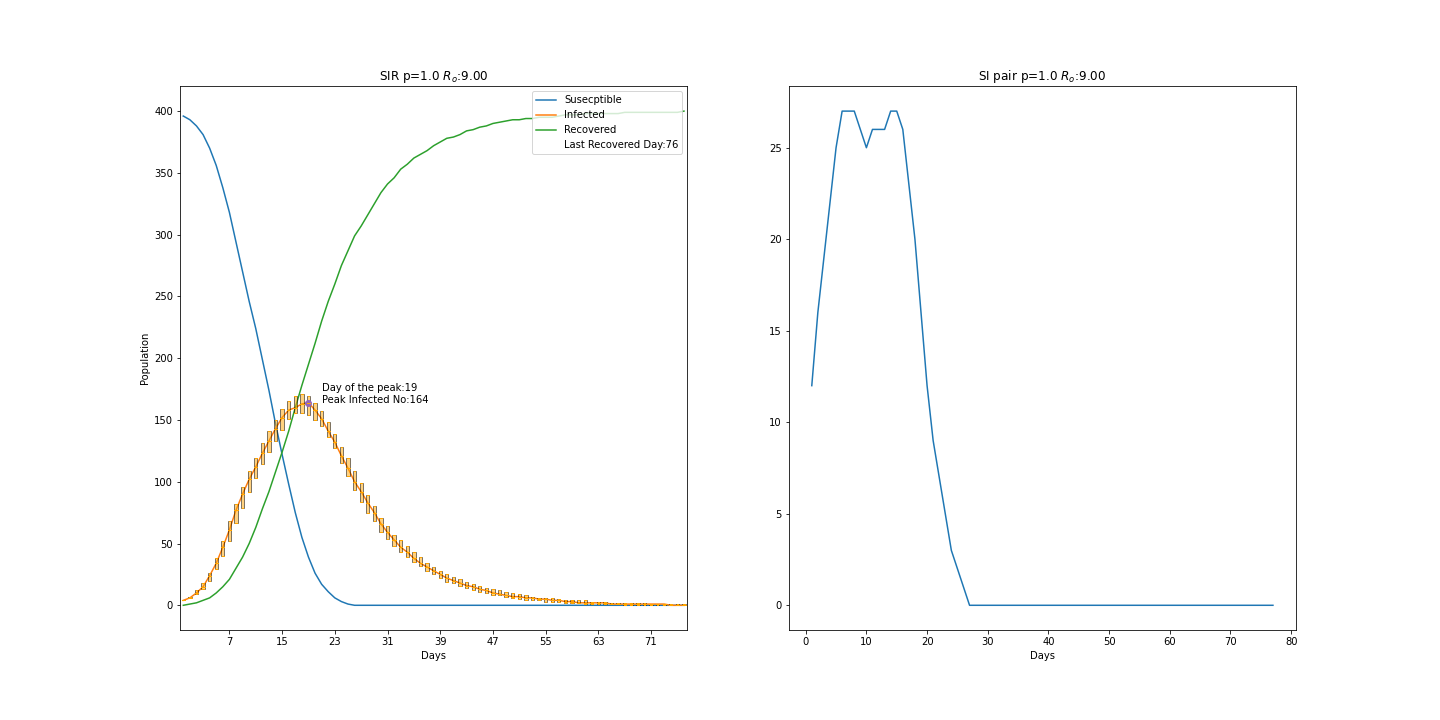 SIR p=1.0 Rₒ:9.00
Susecptible
Infected
Recovered
Last Recovered Day:76
400
350
300
250
200
150
100
50
0
Population
Day of the peak:19
Peak Infected No:164
7 15 23 31 39 47 55 63 71
Days
SI pair p=1.0 Rₒ:9.00
25
20
15
10
5
0
0 10 20 30 40 50 60 70 80
Days